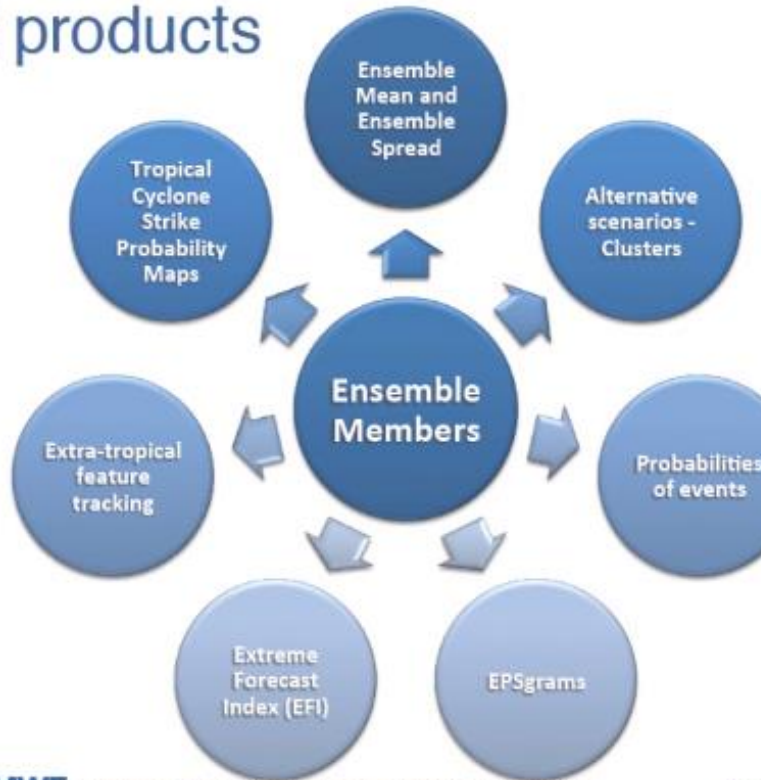 products
Ensemble
Mean and
Ensemble
Spread
Alternative
scenarios -
Clusters
Probabilities
of events
EPSgrams
Extreme
Forecast
Index (EFI)
Extra-tropical
feature
tracking
Tropical
Cyclone
Strike
Probability
Maps
Ensemble
Members